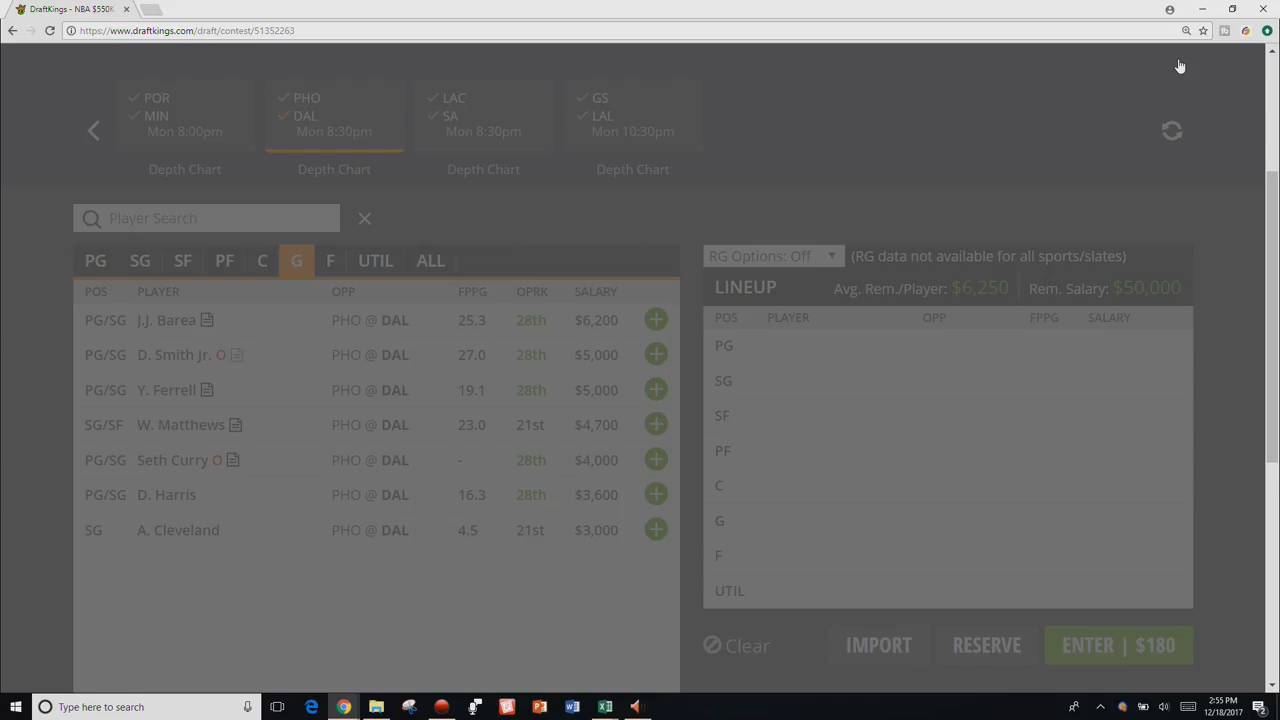 DraftKings - NBA $550K
https://www.draftkings.com/draft/contest/51352263
POR
MIN
Mon 8:00pm
PHO
DAL
Mon 8:30pm
LAC
SA
Mon 8:30pm
GS
LAL
Mon 10:30pm
Depth Chart Depth Chart Depth Chart Depth Chart
Player Search
PG SG SF PF C G F UTIL ALL
POS PLAYER OPP FPPG OPRK SALARY
PG/SG J.J. Barea PHO @ DAL 25.3 28th $6,200
PG/SG D. Smith Jr. O PHO @ DAL 27.0 28th $5,000
PG/SG Y. Ferrell PHO @ DAL 19.1 28th $5,000
SG/SF W. Matthews PHO @ DAL 23.0 21st $4,700
PG/SG Seth Curry O PHO @ DAL - 28th $4,000
PG/SG D. Harris PHO @ DAL 16.3 28th $3,600
SG A. Cleveland PHO @ DAL 4.5 21st $3,000
RG Options: Off (RG data not available for all sports/slates)
LINEUP Avg. Rem./Player: $6,250 Rem. Salary: $50,000
POS PLAYER OPP FPPG SALARY
PG
SG
SF
PF
C
G
F
UTIL
Clear IMPORT RESERVE ENTER | $180
Type here to search
2:55 PM
12/18/2017
2